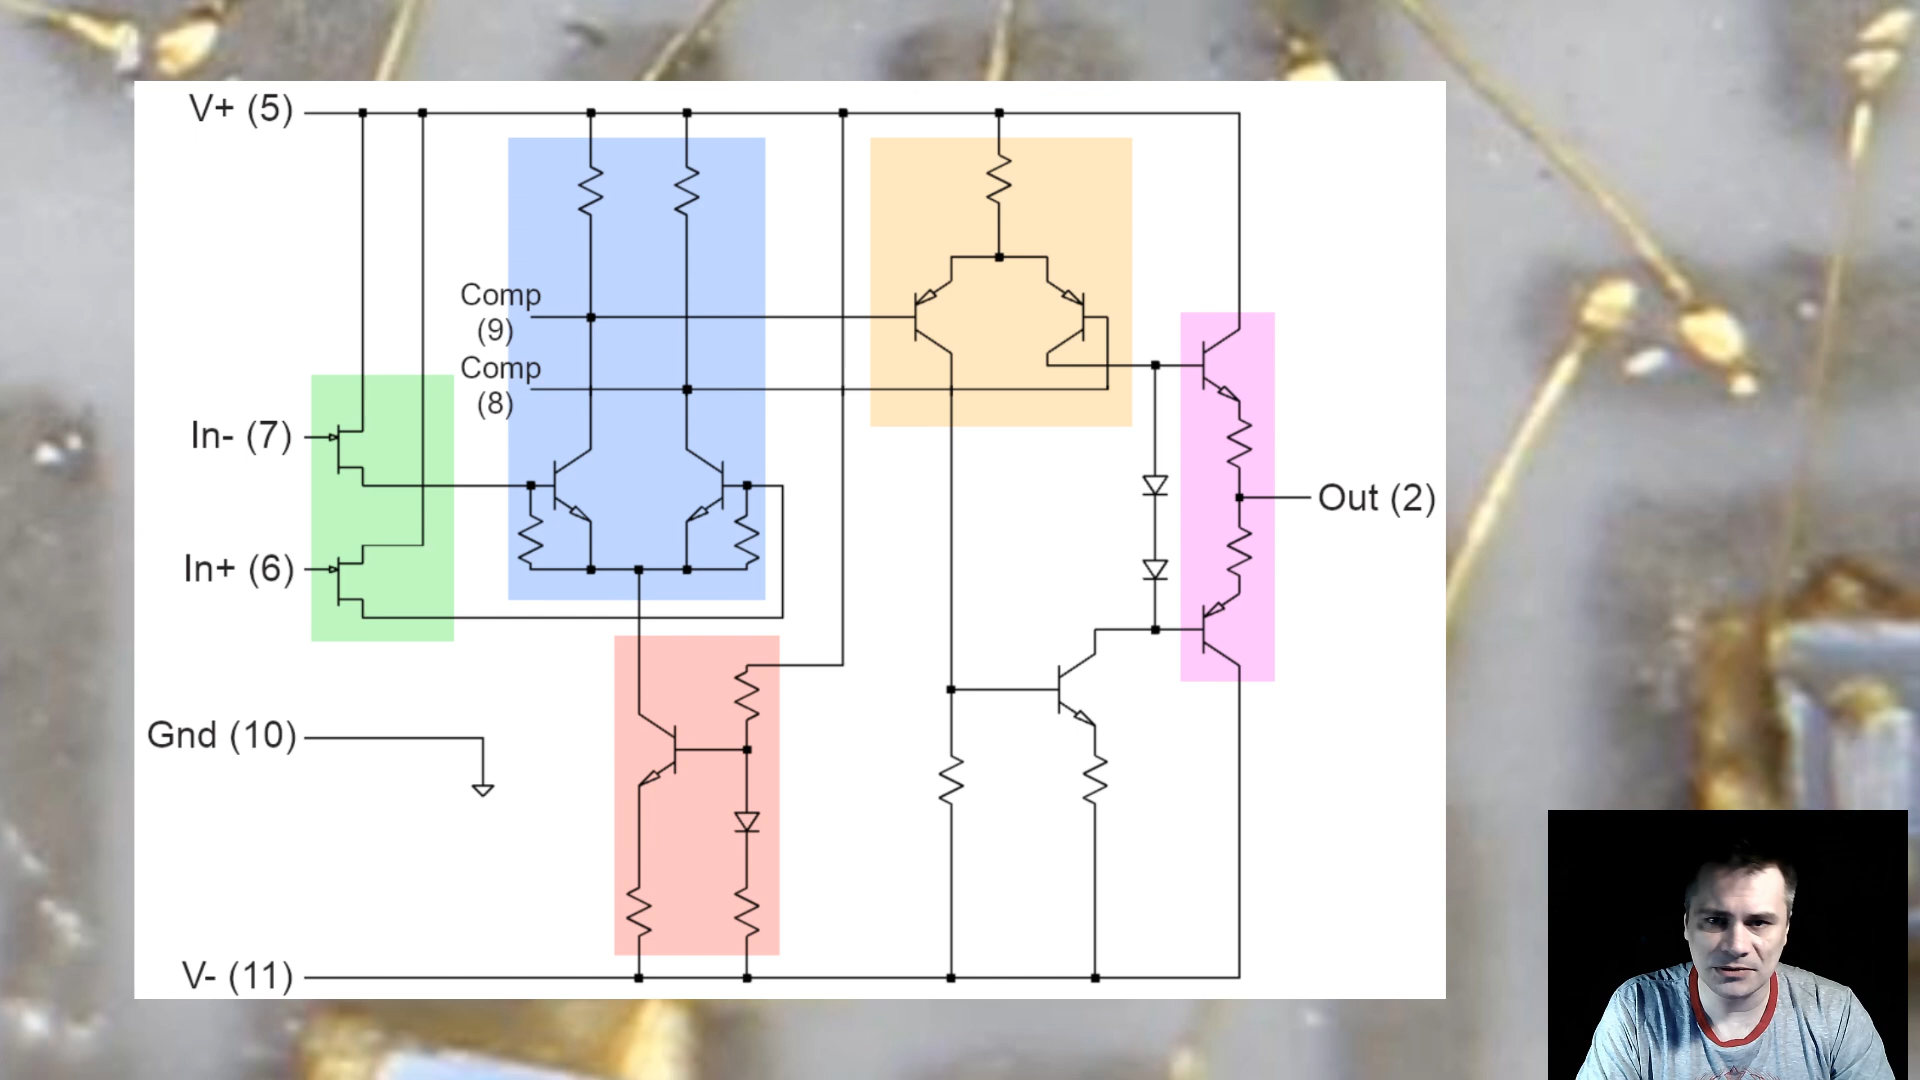 V+ (5)
Comp
(9)
Comp
(8)
In- (7)
In+ (6)
Out (2)
Gnd (10)
V- (11)